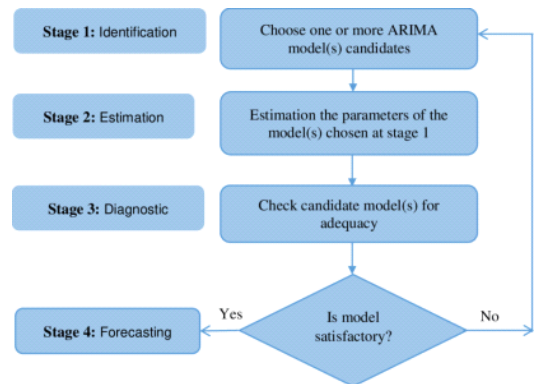 Stage 1: Identification
Choose one or more ARIMA
model(s) candidates
Stage 2: Estimation
Estimation the parameters of the
model(s) chosen at stage 1
Stage 3: Diagnostic
Check candidate model(s) for
adequacy
Is model
satisfactory?
Yes
No
Stage 4: Forecasting